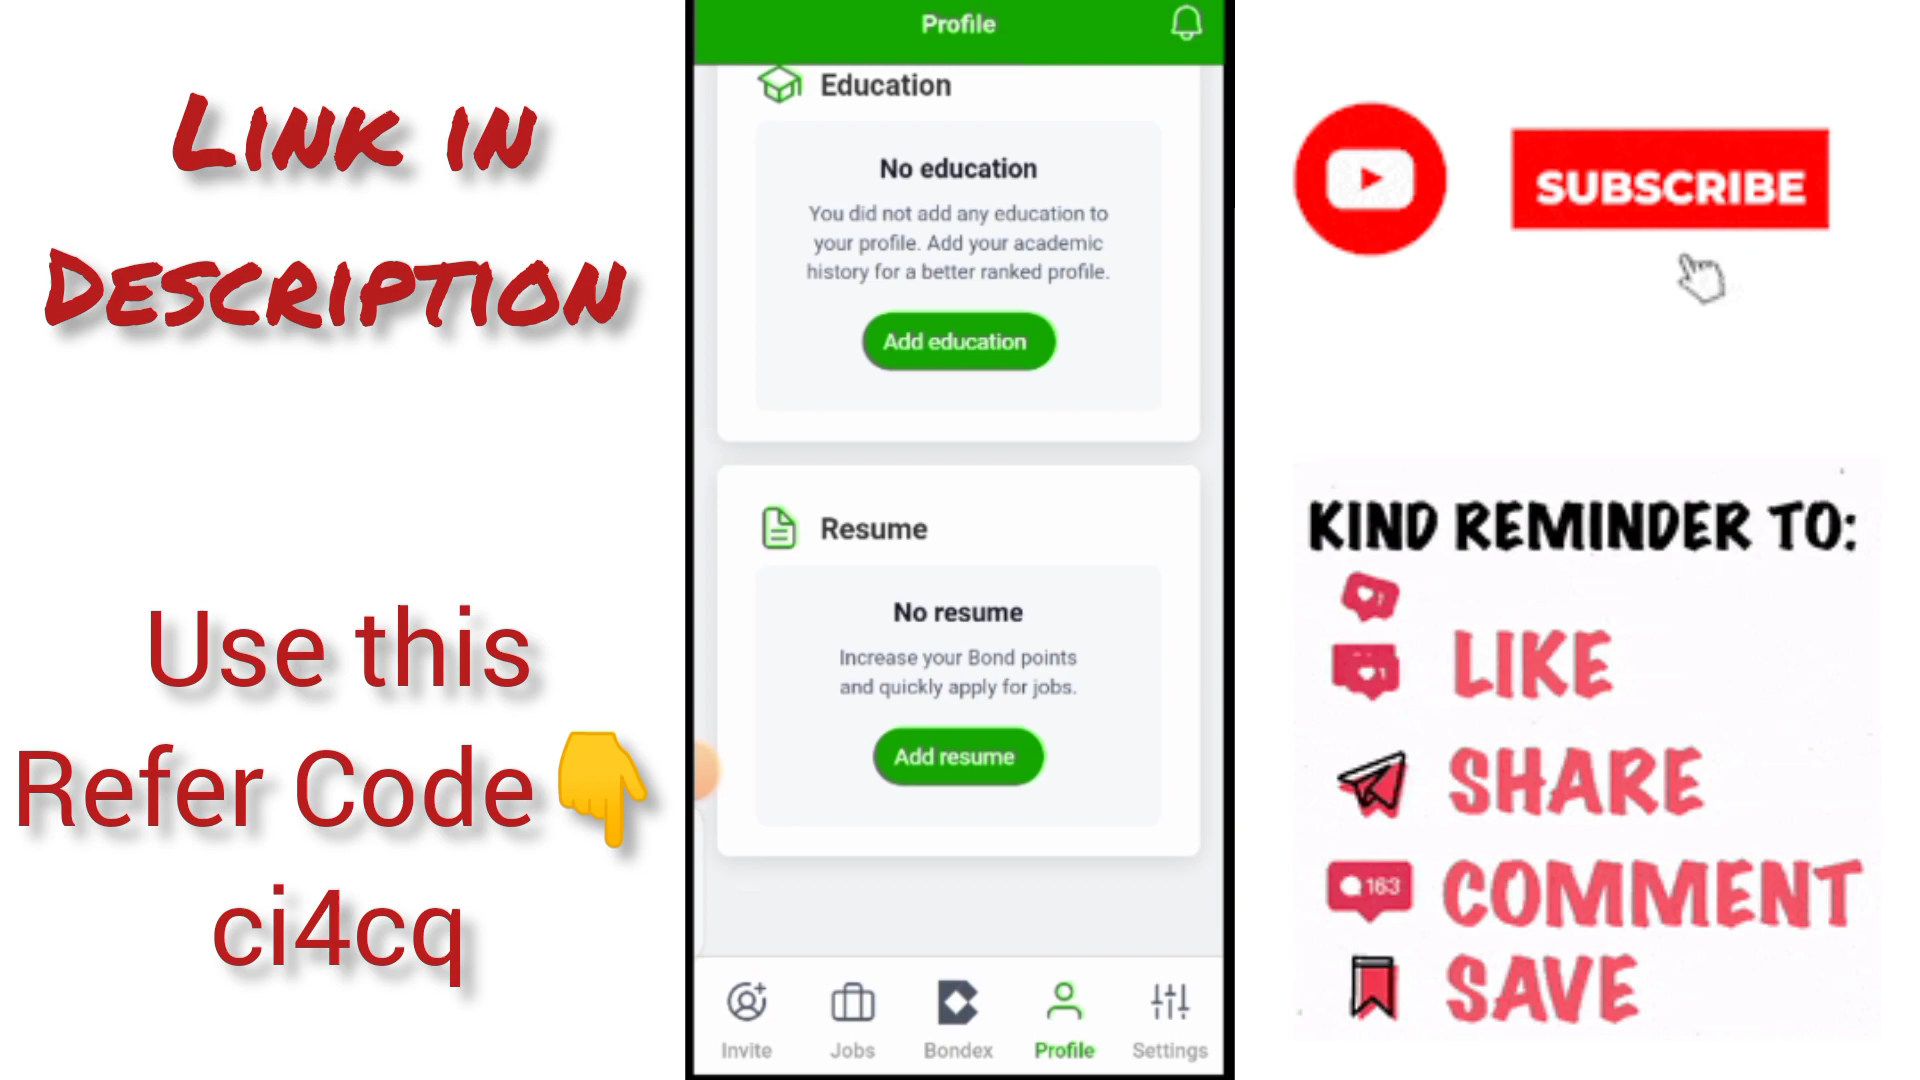 LINK IN
DESCRIPTION
Use this
Refer Code👇
ci4cq
Profile
Education
No education
You did not add any education to
your profile. Add your academic
history for a better ranked profile.
Add education
Resume
No resume
Increase your Bond points
and quickly apply for jobs.
Add resume
Invite
Jobs
Bondex
Profile
Settings
SUBSCRIBE
KIND REMINDER TO:
1
LIKE
SHARE
163
COMMENT
SAVE